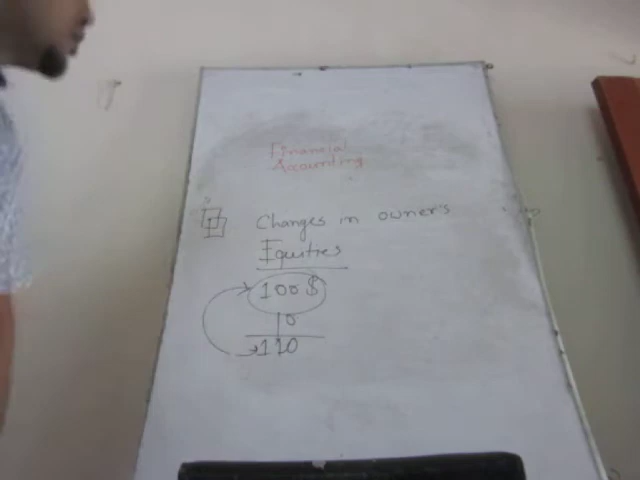 Financial
Accounting
Changes in owner's
Equities
100 $
10
110